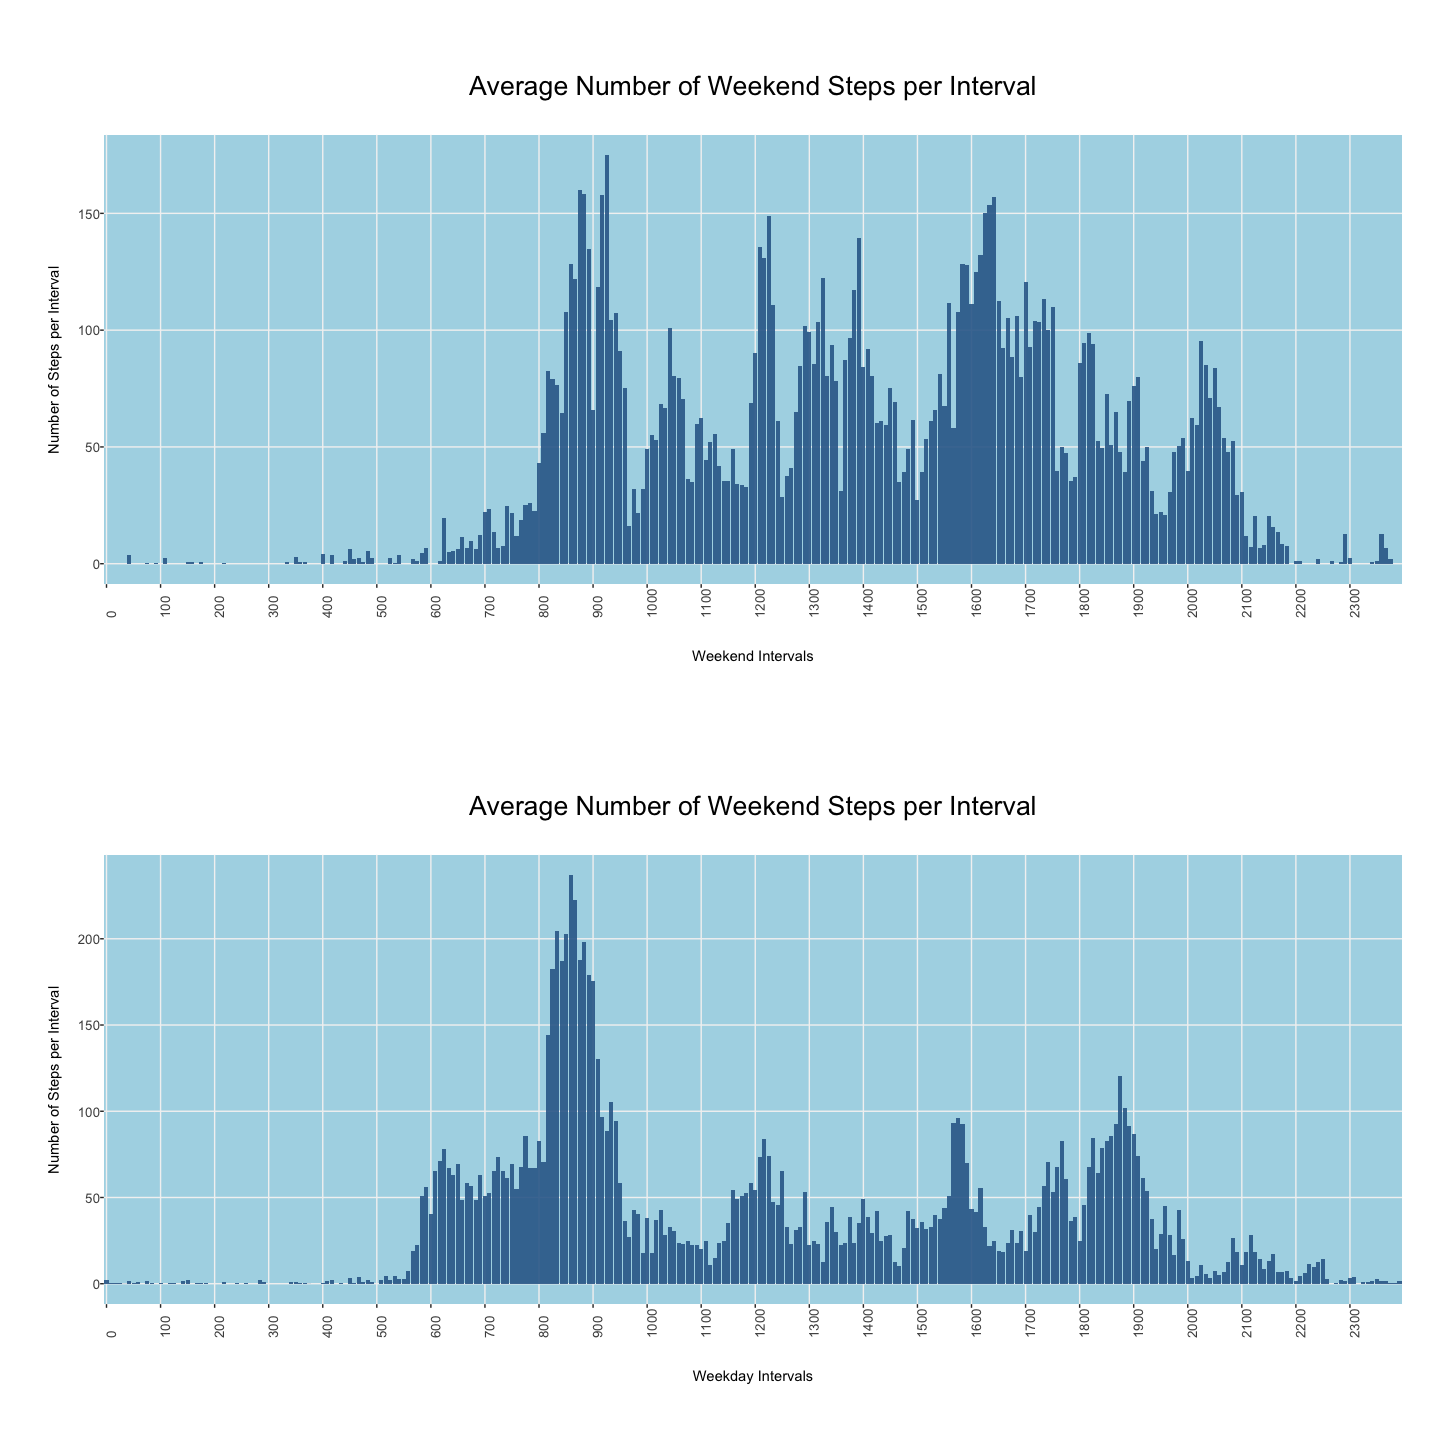 Average Number of Weekend Steps per Interval
Number of Steps per Interval
150
100
50
0
0 100 200 300 400 500 600 700 800 900 1000 1100 1200 1300 1400 1500 1600 1700 1800 1900 2000 2100 2200 2300
Weekend Intervals
Average Number of Weekend Steps per Interval
Number of Steps per Interval
200
150
100
50
0
0 100 200 300 400 500 600 700 800 900 1000 1100 1200 1300 1400 1500 1600 1700 1800 1900 2000 2100 2200 2300
Weekday Intervals